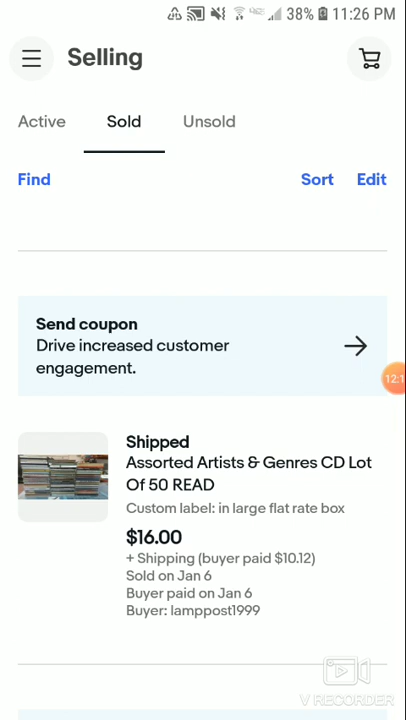 38% 11:26 PM
Selling
Active Sold Unsold
Find Sort Edit
Send coupon
Drive increased customer
engagement.
12:1
Shipped
Assorted Artists & Genres CD Lot
Of 50 READ
Custom label: in large flat rate box
$16.00
+ Shipping (buyer paid $10.12)
Sold on Jan 6
Buyer paid on Jan 6
Buyer: lamppost1999
V RECORDER